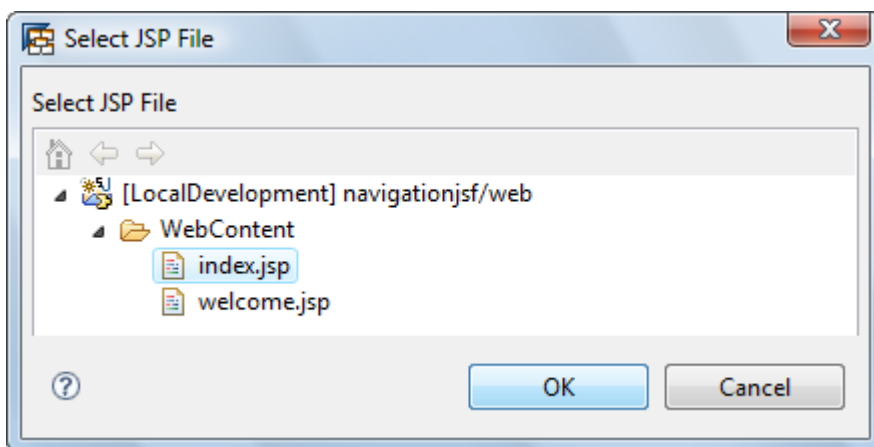 Select JSP File
Select JSP File
[LocalDevelopment] navigationjsf/web
WebContent
index.jsp
welcome.jsp
OK Cancel